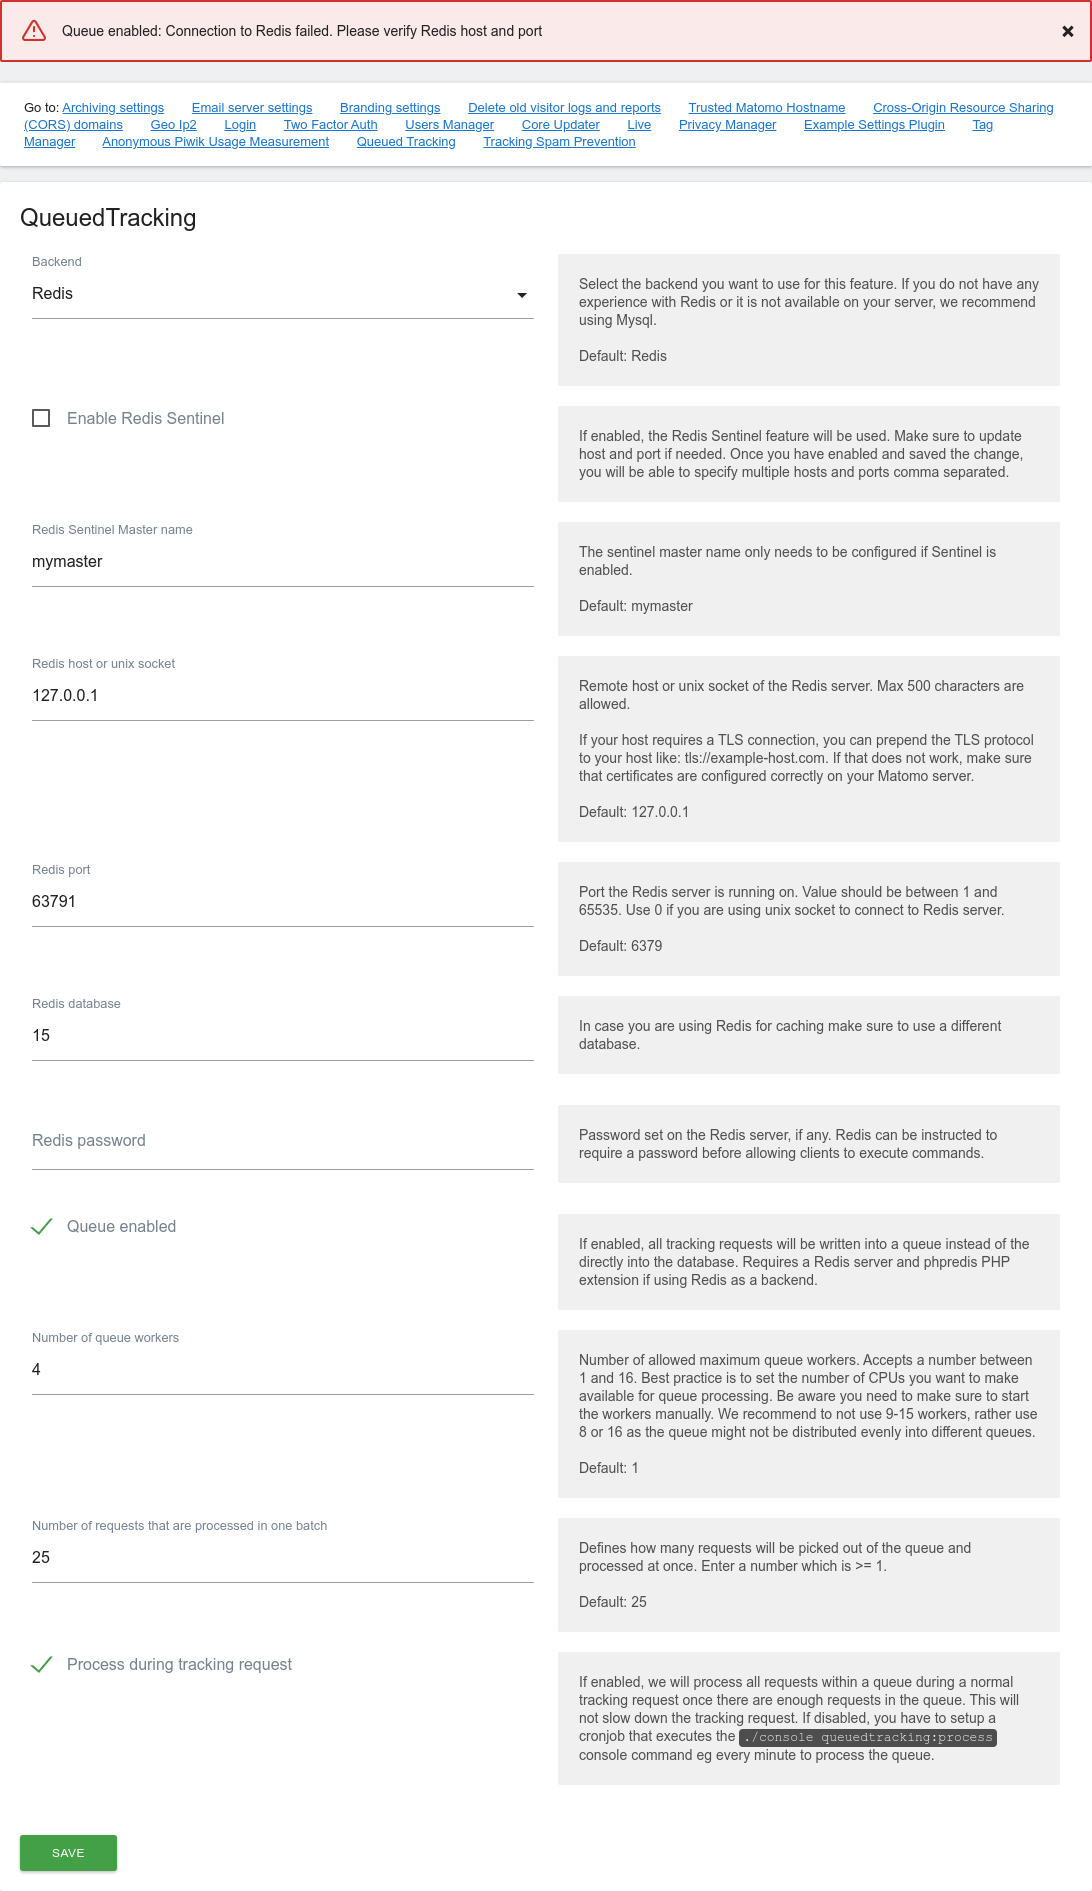 Queue enabled: Connection to Redis failed. Please verify Redis host and port
Go to: Archiving settings Email server settings Branding settings Delete old visitor logs and reports Trusted Matomo Hostname Cross-Origin Resource Sharing
(CORS) domains Geo Ip2 Login Two Factor Auth Users Manager Core Updater Live Privacy Manager Example Settings Plugin Tag
Manager Anonymous Piwik Usage Measurement Queued Tracking Tracking Spam Prevention
QueuedTracking
Backend
Redis
Select the backend you want to use for this feature. If you do not have any
experience with Redis or it is not available on your server, we recommend
using Mysql.
Default: Redis
Enable Redis Sentinel
If enabled, the Redis Sentinel feature will be used. Make sure to update
host and port if needed. Once you have enabled and saved the change,
you will be able to specify multiple hosts and ports comma separated.
Redis Sentinel Master name
mymaster
The sentinel master name only needs to be configured if Sentinel is
enabled.
Default: mymaster
Redis host or unix socket
127.0.0.1
Remote host or unix socket of the Redis server. Max 500 characters are
allowed.
If your host requires a TLS connection, you can prepend the TLS protocol
to your host like: tls://example-host.com. If that does not work, make sure
that certificates are configured correctly on your Matomo server.
Default: 127.0.0.1
Redis port
63791
Port the Redis server is running on. Value should be between 1 and
65535. Use 0 if you are using unix socket to connect to Redis server.
Default: 6379
Redis database
15
In case you are using Redis for caching make sure to use a different
database.
Redis password
Password set on the Redis server, if any. Redis can be instructed to
require a password before allowing clients to execute commands.
Queue enabled
If enabled, all tracking requests will be written into a queue instead of the
directly into the database. Requires a Redis server and phpredis PHP
extension if using Redis as a backend.
Number of queue workers
4
Number of allowed maximum queue workers. Accepts a number between
1 and 16. Best practice is to set the number of CPUs you want to make
available for queue processing. Be aware you need to make sure to start
the workers manually. We recommend to not use 9-15 workers, rather use
8 or 16 as the queue might not be distributed evenly into different queues.
Default: 1
Number of requests that are processed in one batch
25
Defines how many requests will be picked out of the queue and
processed at once. Enter a number which is >= 1.
Default: 25
Process during tracking request
If enabled, we will process all requests within a queue during a normal
tracking request once there are enough requests in the queue. This will
not slow down the tracking request. If disabled, you have to setup a
cronjob that executes the ./console queuedtracking:process
console command eg every minute to process the queue.
SAVE